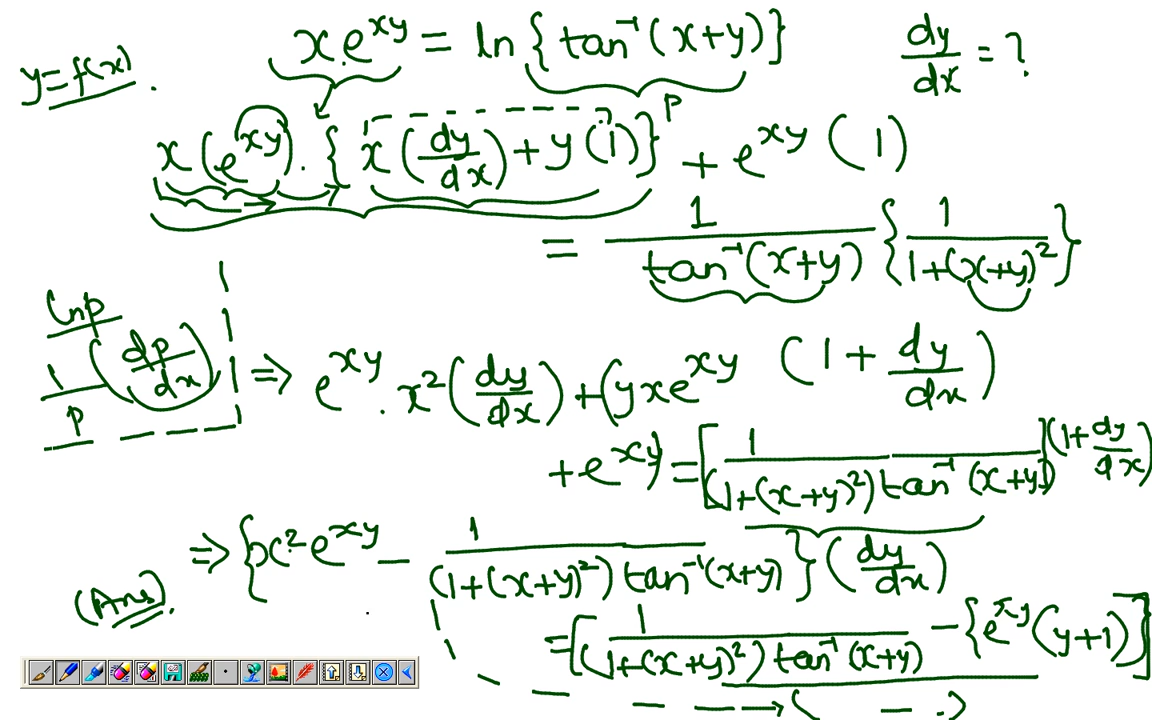 y=f(x). x.e^{xy} = ln{tan⁻¹(x+y)} dy/dx = ?
x(e^{xy}).{x(dy/dx)+y(1)} P + e^{xy}(1)
= 1/tan⁻¹(x+y) {1/1+(x+y)²}
ln p
1/p (dp/dx)
⇒ e^{xy}.x²(dy/dx)+(yxe^{xy} (1+dy/dx)
+e^{xy}) = [1/(1+(x+y)²)tan⁻¹(x+y)](1+dy/dx)
⇒ {x²e^{xy} - 1/(1+(x+y)²)tan⁻¹(x+y)}(dy/dx)
(Ans). =[1/(1+(x+y)²)tan⁻¹(x+y) - {e^{xy}(y+1)}]